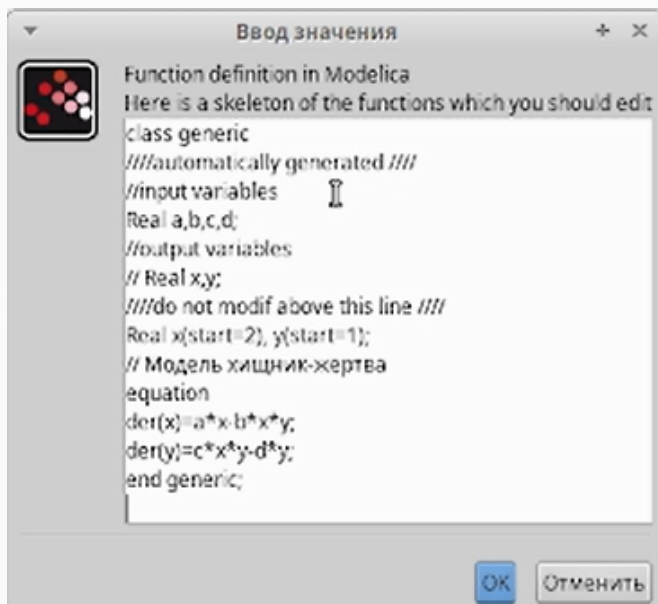 Ввод значения
Function definition in Modelica
Here is a skeleton of the functions which you should edit
class generic
////automatically generated ////
//input variables
Real a,b,c,d;
//output variables
// Real x,y;
////do not modif above this line ////
Real x(start=2), y(start=1);
// Модель хищник-жертва
equation
der(x)=a*x-b*x*y;
der(y)=c*x*y-d*y;
end generic;
OK Отменить